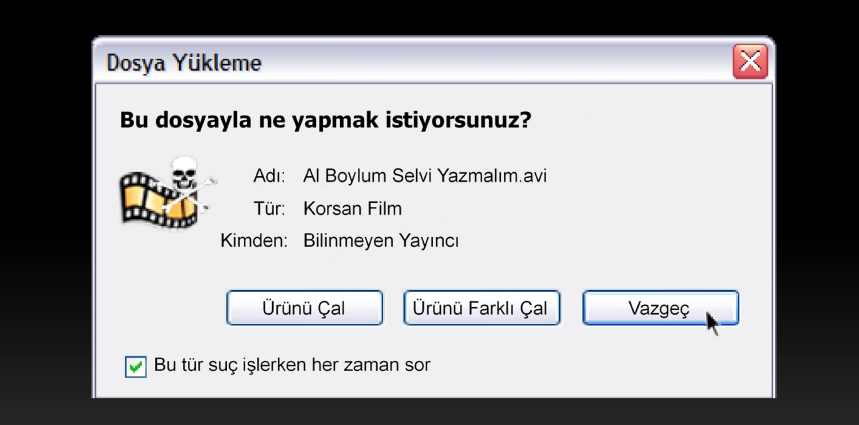 Dosya Yükleme
Bu dosyayla ne yapmak istiyorsunuz?
Adı: Al Boylum Selvi Yazmalım.avi
Tür: Korsan Film
Kimden: Bilinmeyen Yayıncı
Ürünü Çal Ürünü Farklı Çal Vazgeç
Bu tür suç işlerken her zaman sor